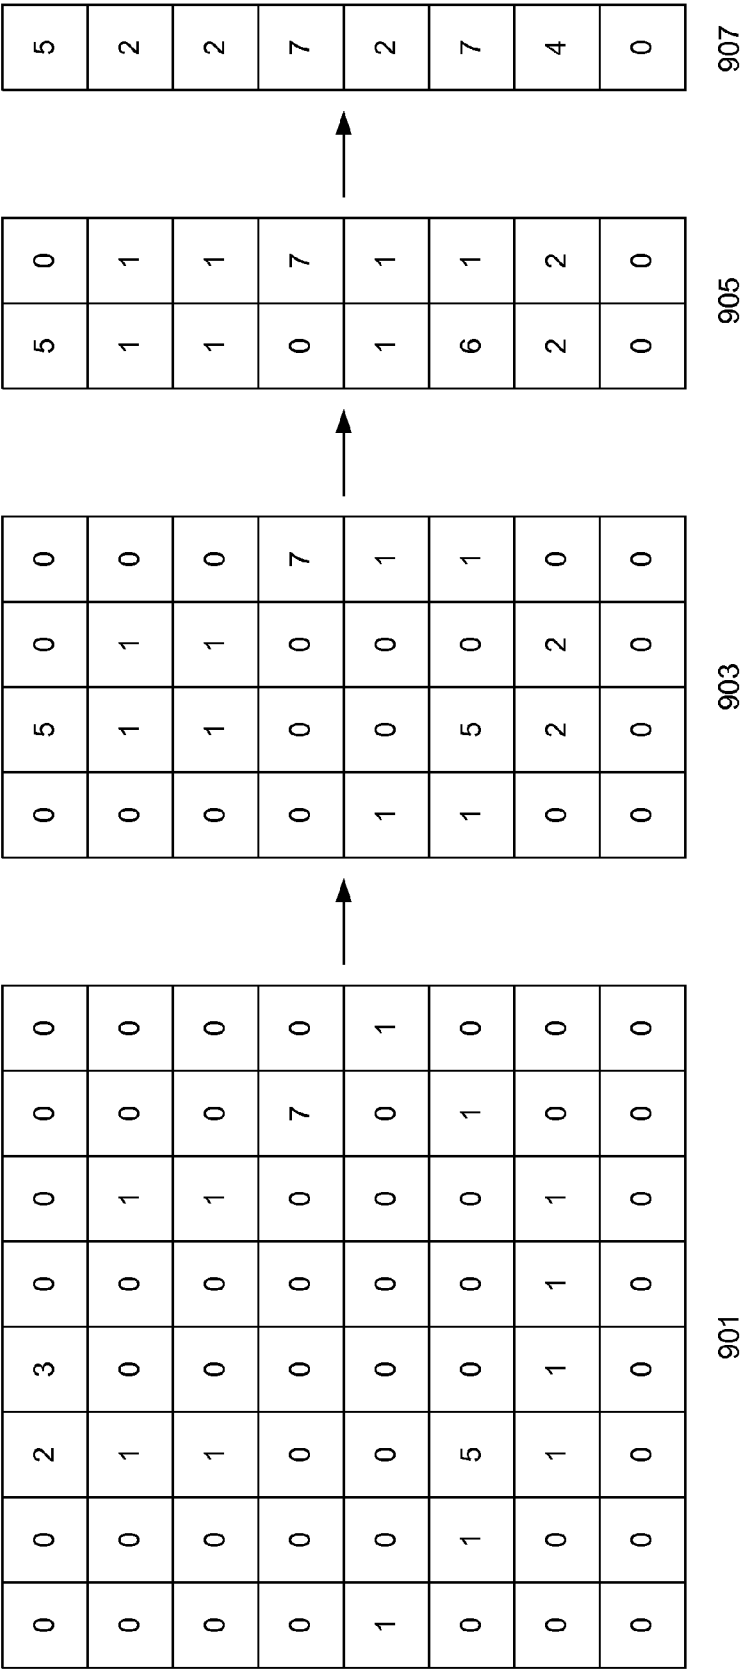 0 0 2 3 0 0 0 0 0 5 0 0 5 0 5
0 0 1 0 0 1 0 0 0 1 1 0 1 1 2
0 0 1 0 0 1 0 0 0 1 1 0 1 1 2
0 0 0 0 0 0 7 0 0 0 0 7 0 7 7
1 0 0 0 0 0 0 1 1 0 0 1 1 1 2
0 1 5 0 0 0 1 0 1 5 0 1 6 1 7
0 0 1 1 1 1 0 0 0 2 2 0 2 2 4
0 0 0 0 0 0 0 0 0 0 0 0 0 0 0
901 903 905 907